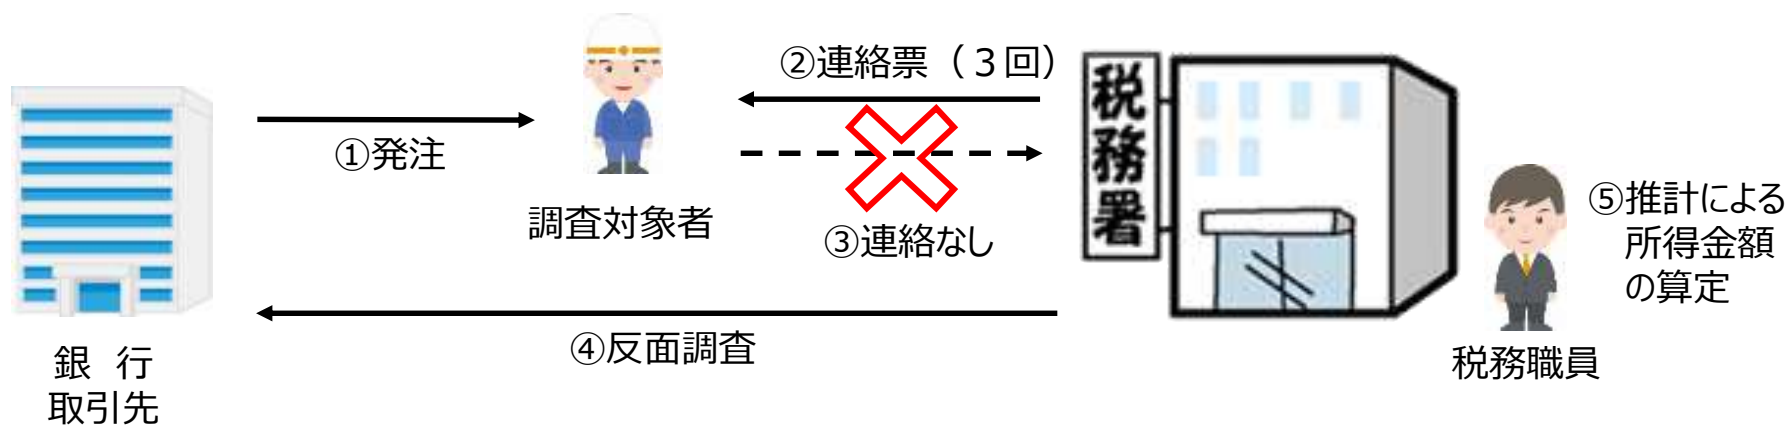 ②連絡票（３回）
税務署
①発注
調査対象者
③連絡なし
⑤推計による
所得金額
の算定
④反面調査
銀 行
取引先
税務職員